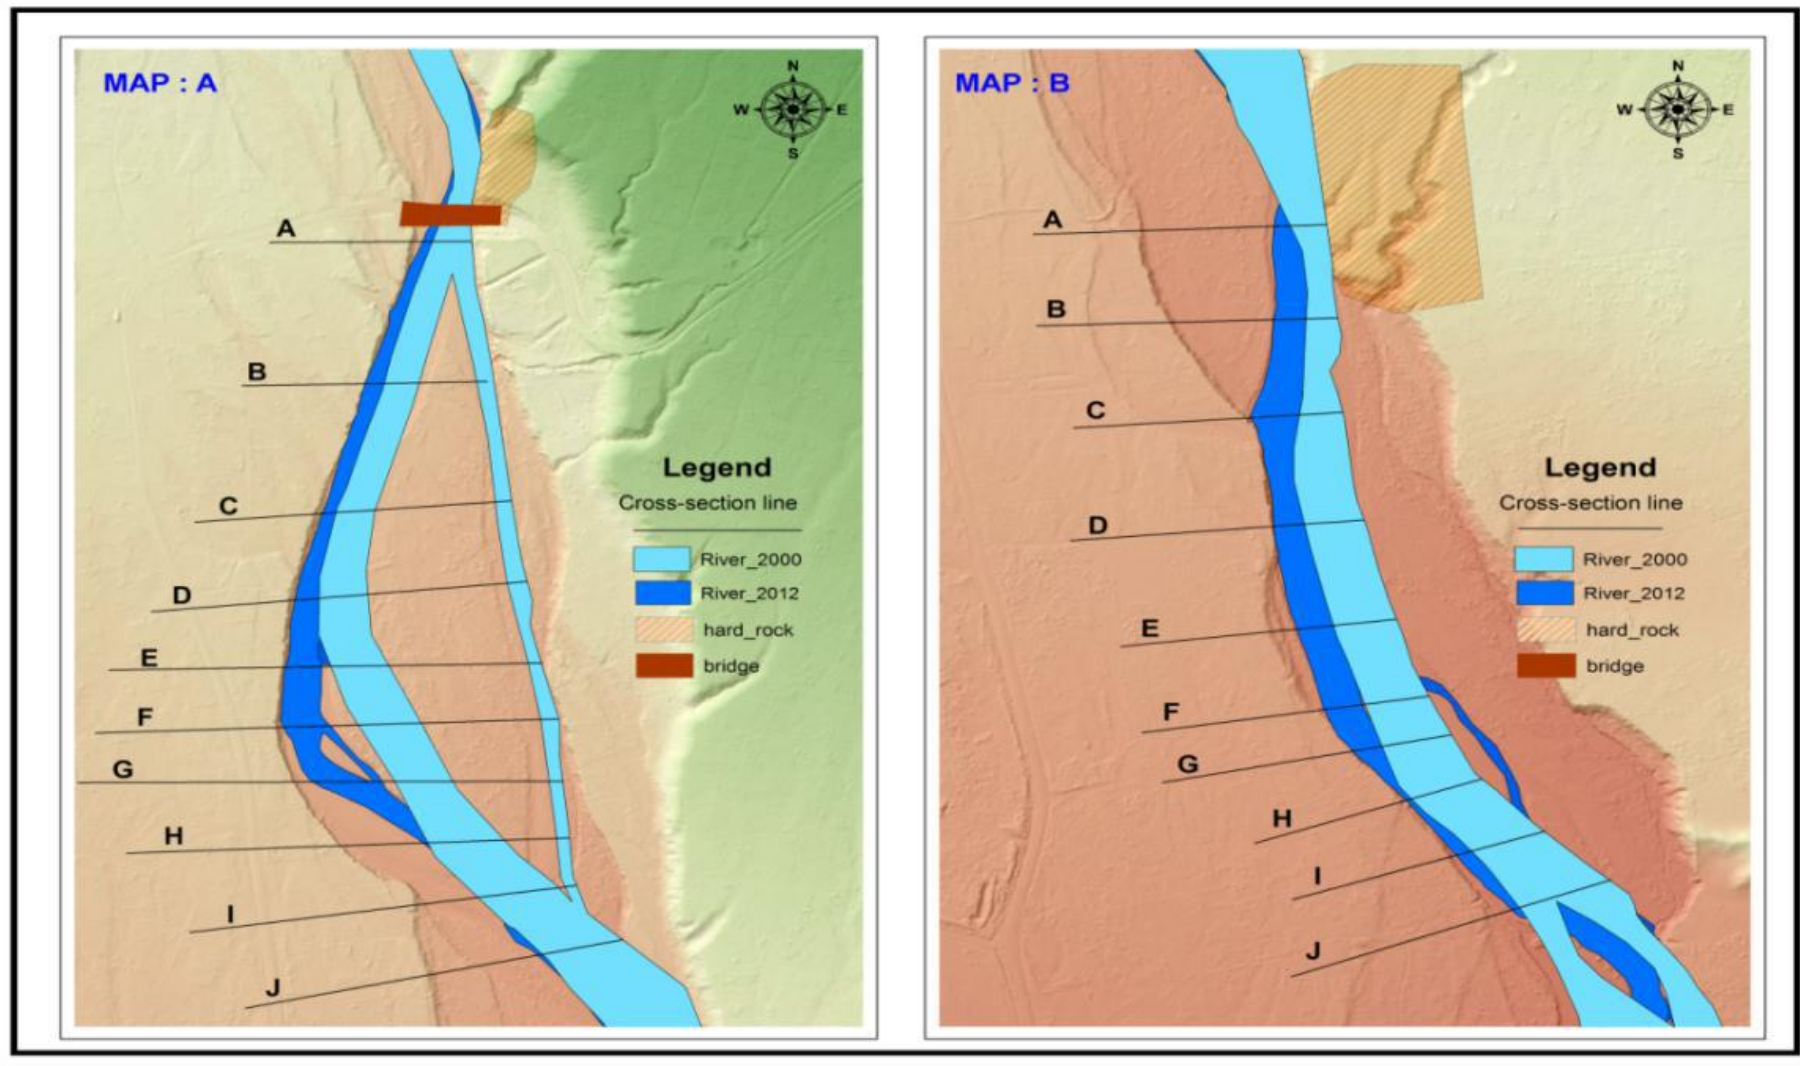 MAP : A
N
W E
S
A
B
C
D
E
F
G
H
I
J
Legend
Cross-section line
River_2000
River_2012
hard_rock
bridge
MAP : B
N
W E
S
A
B
C
D
E
F
G
H
I
J
Legend
Cross-section line
River_2000
River_2012
hard_rock
bridge